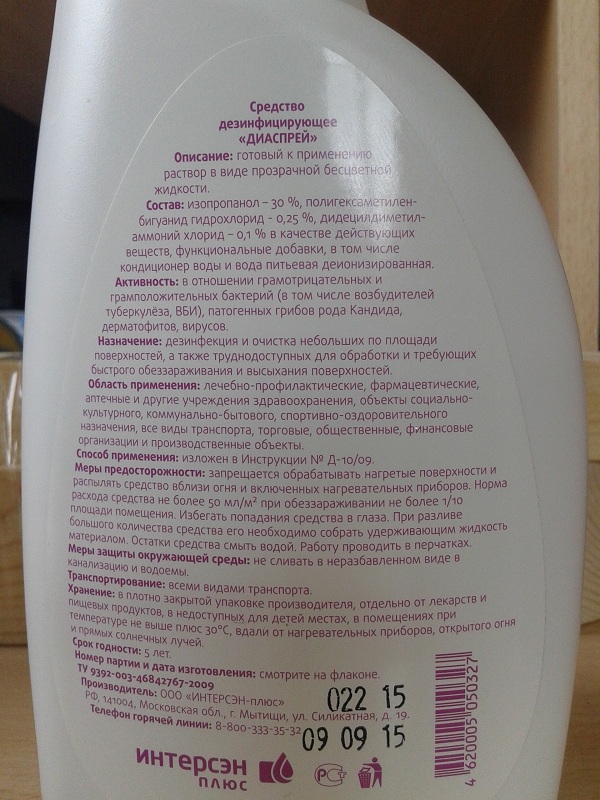 Средство
дезинфицирующее
«ДИАСПРЕЙ»
Описание: готовый к применению
раствор в виде прозрачной бесцветной
жидкости.
Состав: изопропанол – 30 %, полигексаметилен-
бигуанид гидрохлорид - 0,25 %, дидецилдиметил-
аммоний хлорид – 0,1 % в качестве действующих
веществ, функциональные добавки, в том числе
кондиционер воды и вода питьевая деионизированная.
Активность: в отношении грамотрицательных и
грамположительных бактерий (в том числе возбудителей
туберкулёза, ВБИ), патогенных грибов рода Кандида,
дерматофитов, вирусов.
Назначение: дезинфекция и очистка небольших по площади
поверхностей, а также труднодоступных для обработки и требующих
быстрого обеззараживания и высыхания поверхностей.
Область применения: лечебно-профилактические, фармацевтические,
аптечные и другие учреждения здравоохранения, объекты социально-
культурного, коммунально-бытового, спортивно-оздоровительного
назначения, все виды транспорта, торговые, общественные, финансовые
организации и производственные объекты.
Способ применения: изложен в Инструкции № Д-10/09.
Меры предосторожности: запрещается обрабатывать нагретые поверхности и
распылять средство вблизи огня и включенных нагревательных приборов. Норма
расхода средства не более 50 мл/м² при обеззараживании не более 1/10
площади помещения. Избегать попадания средства в глаза. При разливе
большого количества средства его необходимо собрать удерживающим жидкость
материалом. Остатки средства смыть водой. Работу проводить в перчатках.
Меры защиты окружающей среды: не сливать в неразбавленном виде в
канализацию и водоемы.
Транспортирование: всеми видами транспорта.
Хранение: в плотно закрытой упаковке производителя, отдельно от лекарств и
пищевых продуктов, в недоступных для детей местах, в помещениях при
температуре не выше плюс 30°С, вдали от нагревательных приборов, открытого огня
и прямых солнечных лучей.
Срок годности: 5 лет.
Номер партии и дата изготовления: смотрите на флаконе.
ТУ 9392-003-46842767-2009
Производитель: ООО «ИНТЕРСЭН-плюс»
022 15
РФ, 141004, Московская обл., г. Мытищи, ул. Силикатная, д. 19.
Телефон горячей линии: 8-800-333-35-32
09 09 15
интерсэн
плюс
РСТ
4 620005 050327